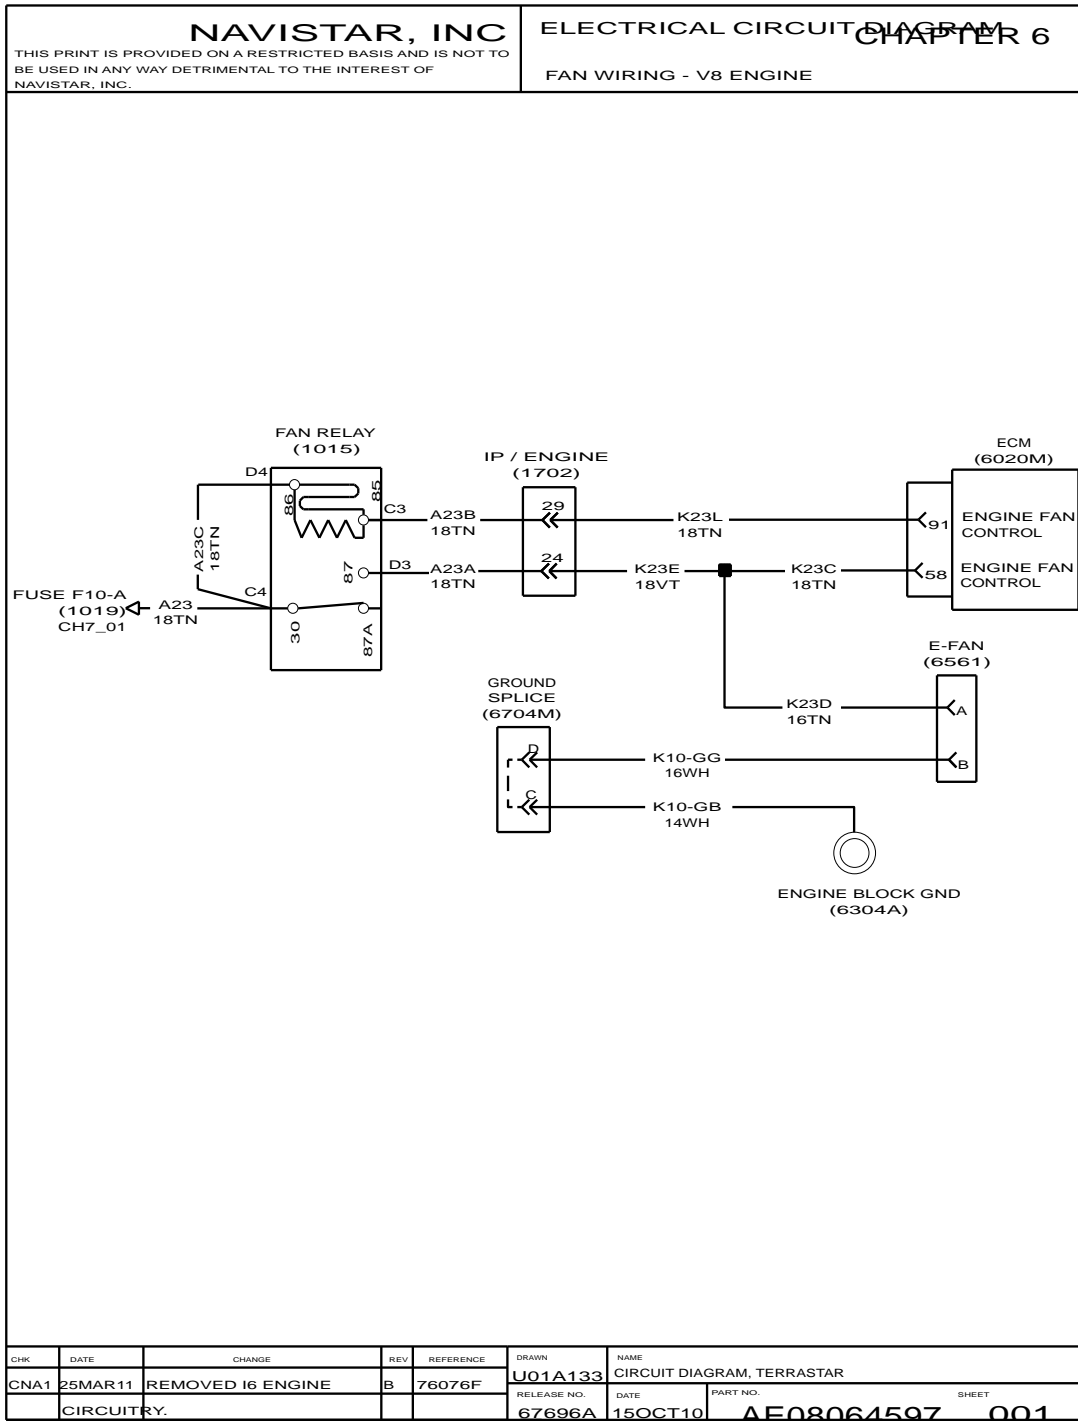 NAVISTAR, INC
THIS PRINT IS PROVIDED ON A RESTRICTED BASIS AND IS NOT TO
BE USED IN ANY WAY DETRIMENTAL TO THE INTEREST OF
NAVISTAR, INC.
ELECTRICAL CIRCUIT DIAGRAM
CHAPTER 6
FAN WIRING - V8 ENGINE
FAN RELAY
(1015)
D4
86
85
C3
A23C
18TN
87
D3
C4
30
87A
FUSE F10-A
(1019)
CH7_01
A23
18TN
A23B
18TN
A23A
18TN
IP / ENGINE
(1702)
29
24
K23L
18TN
K23E
18VT
K23C
18TN
ECM
(6020M)
91
ENGINE FAN
CONTROL
58
ENGINE FAN
CONTROL
E-FAN
(6561)
A
B
K23D
16TN
GROUND
SPLICE
(6704M)
D
C
K10-GG
16WH
K10-GB
14WH
ENGINE BLOCK GND
(6304A)
CHK
DATE
CHANGE
REV
REFERENCE
CNA1
25MAR11
REMOVED I6 ENGINE
B
76076F
CIRCUITRY.
DRAWN
U01A133
NAME
CIRCUIT DIAGRAM, TERRASTAR
RELEASE NO.
67696A
DATE
15OCT10
PART NO.
AE08064597
SHEET
001